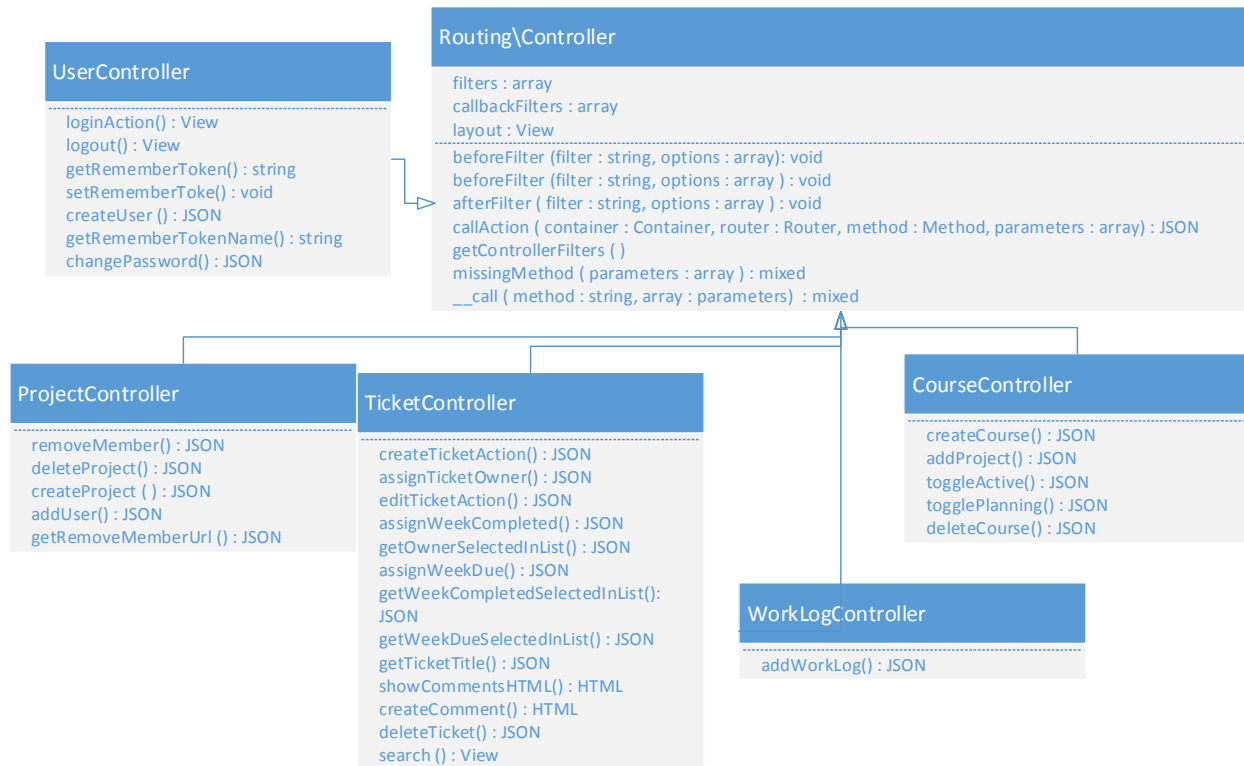 UserController
loginAction() : View
logout() : View
getRememberToken() : string
setRememberToke() : void
createUser () : JSON
getRememberTokenName() : string
changePassword() : JSON
Routing\Controller
filters : array
callbackFilters : array
layout : View
beforeFilter (filter : string, options : array): void
beforeFilter (filter : string, options : array ) : void
afterFilter ( filter : string, options : array ) : void
callAction ( container : Container, router : Router, method : Method, parameters : array) : JSON
getControllerFilters ( )
missingMethod ( parameters : array ) : mixed
__call ( method : string, array : parameters) : mixed
ProjectController
removeMember() : JSON
deleteProject() : JSON
createProject ( ) : JSON
addUser() : JSON
getRemoveMemberUrl () : JSON
TicketController
createTicketAction() : JSON
assignTicketOwner() : JSON
editTicketAction() : JSON
assignWeekCompleted() : JSON
getOwnerSelectedInList() : JSON
assignWeekDue() : JSON
getWeekCompletedSelectedInList():
JSON
getWeekDueSelectedInList() : JSON
getTicketTitle() : JSON
showCommentsHTML() : HTML
createComment() : HTML
deleteTicket() : JSON
search () : View
CourseController
createCourse() : JSON
addProject() : JSON
toggleActive() : JSON
togglePlanning() : JSON
deleteCourse() : JSON
WorkLogController
addWorkLog() : JSON